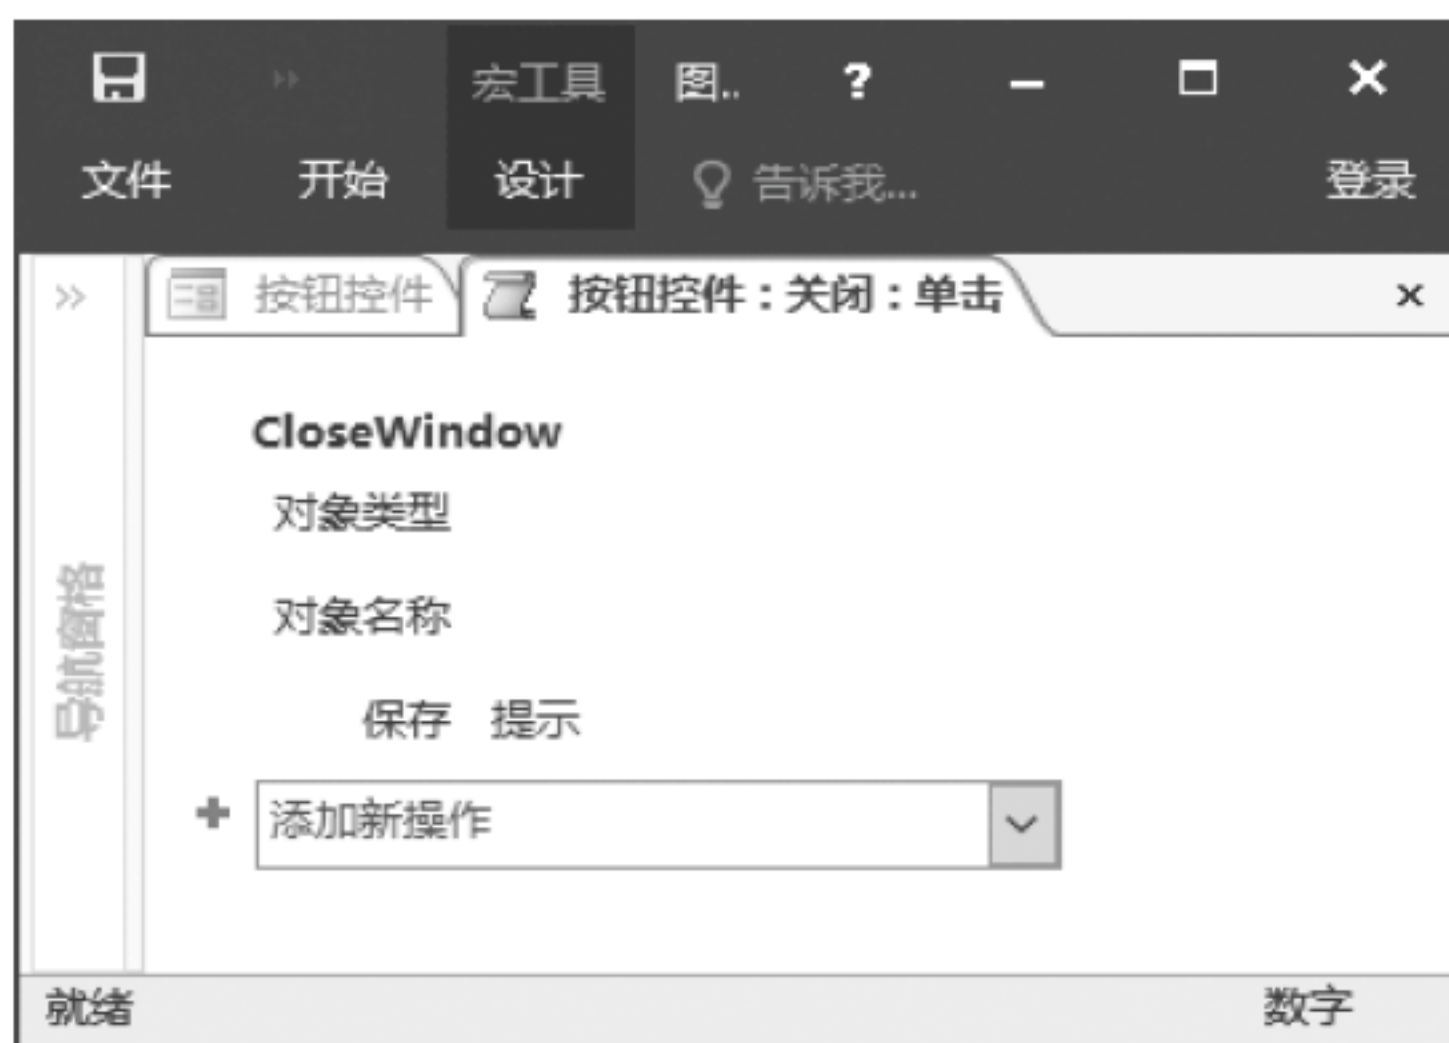 宏工具 图.. ?
文件 开始 设计 告诉我... 登录
按钮控件 按钮控件：关闭：单击
CloseWindow
对象类型
对象名称
保存 提示
添加新操作
导航窗格
就绪 数字